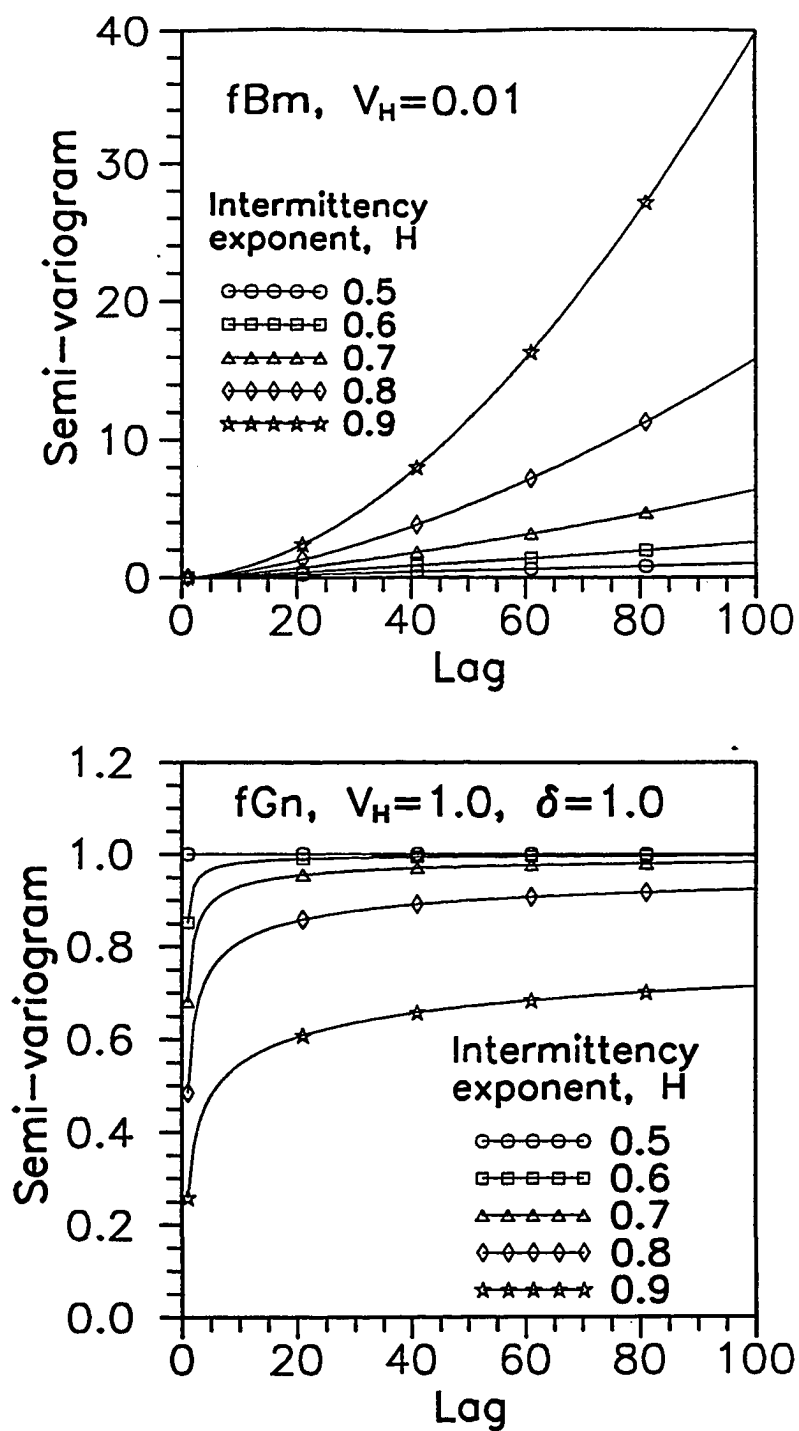 fBm, V_H=0.01
Semi-variogram
40
30
20
10
0
Intermittency
exponent, H
0.5
0.6
0.7
0.8
0.9
0 20 40 60 80 100
Lag
fGn, V_H=1.0, δ=1.0
Semi-variogram
1.2
1.0
0.8
0.6
0.4
0.2
0.0
Intermittency
exponent, H
0.5
0.6
0.7
0.8
0.9
0 20 40 60 80 100
Lag